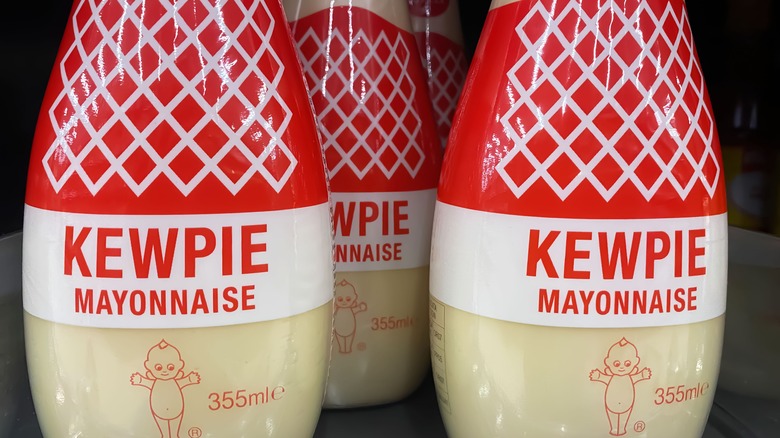 KEWPIE
MAYONNAISE
355ml e
®
WPIE
NNAISE
355ml
KEWPIE
MAYONNAISE
355ml e
®